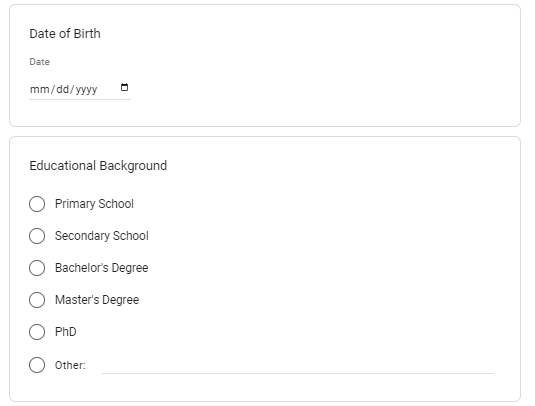 Date of Birth
Date
mm/dd/yyyy
Educational Background
Primary School
Secondary School
Bachelor's Degree
Master's Degree
PhD
Other: